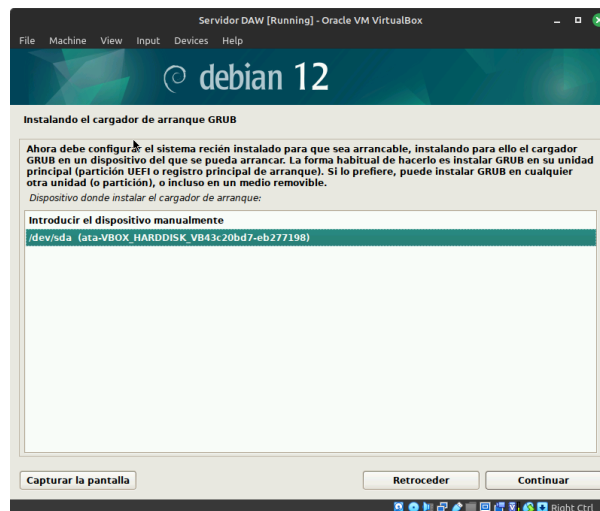 Servidor DAW [Running] - Oracle VM VirtualBox
File Machine View Input Devices Help
debian 12
Instalando el cargador de arranque GRUB
Ahora debe configurar el sistema recién instalado para que sea arrancable, instalando para ello el cargador
GRUB en un dispositivo del que se pueda arrancar. La forma habitual de hacerlo es instalar GRUB en su unidad
principal (partición UEFI o registro principal de arranque). Si lo prefiere, puede instalar GRUB en cualquier
otra unidad (o partición), o incluso en un medio removible.
Dispositivo donde instalar el cargador de arranque:
Introducir el dispositivo manualmente
/dev/sda (ata-VBOX_HARDDISK_VB43c20bd7-eb277198)
Capturar la pantalla
Retroceder
Continuar
Right Ctrl